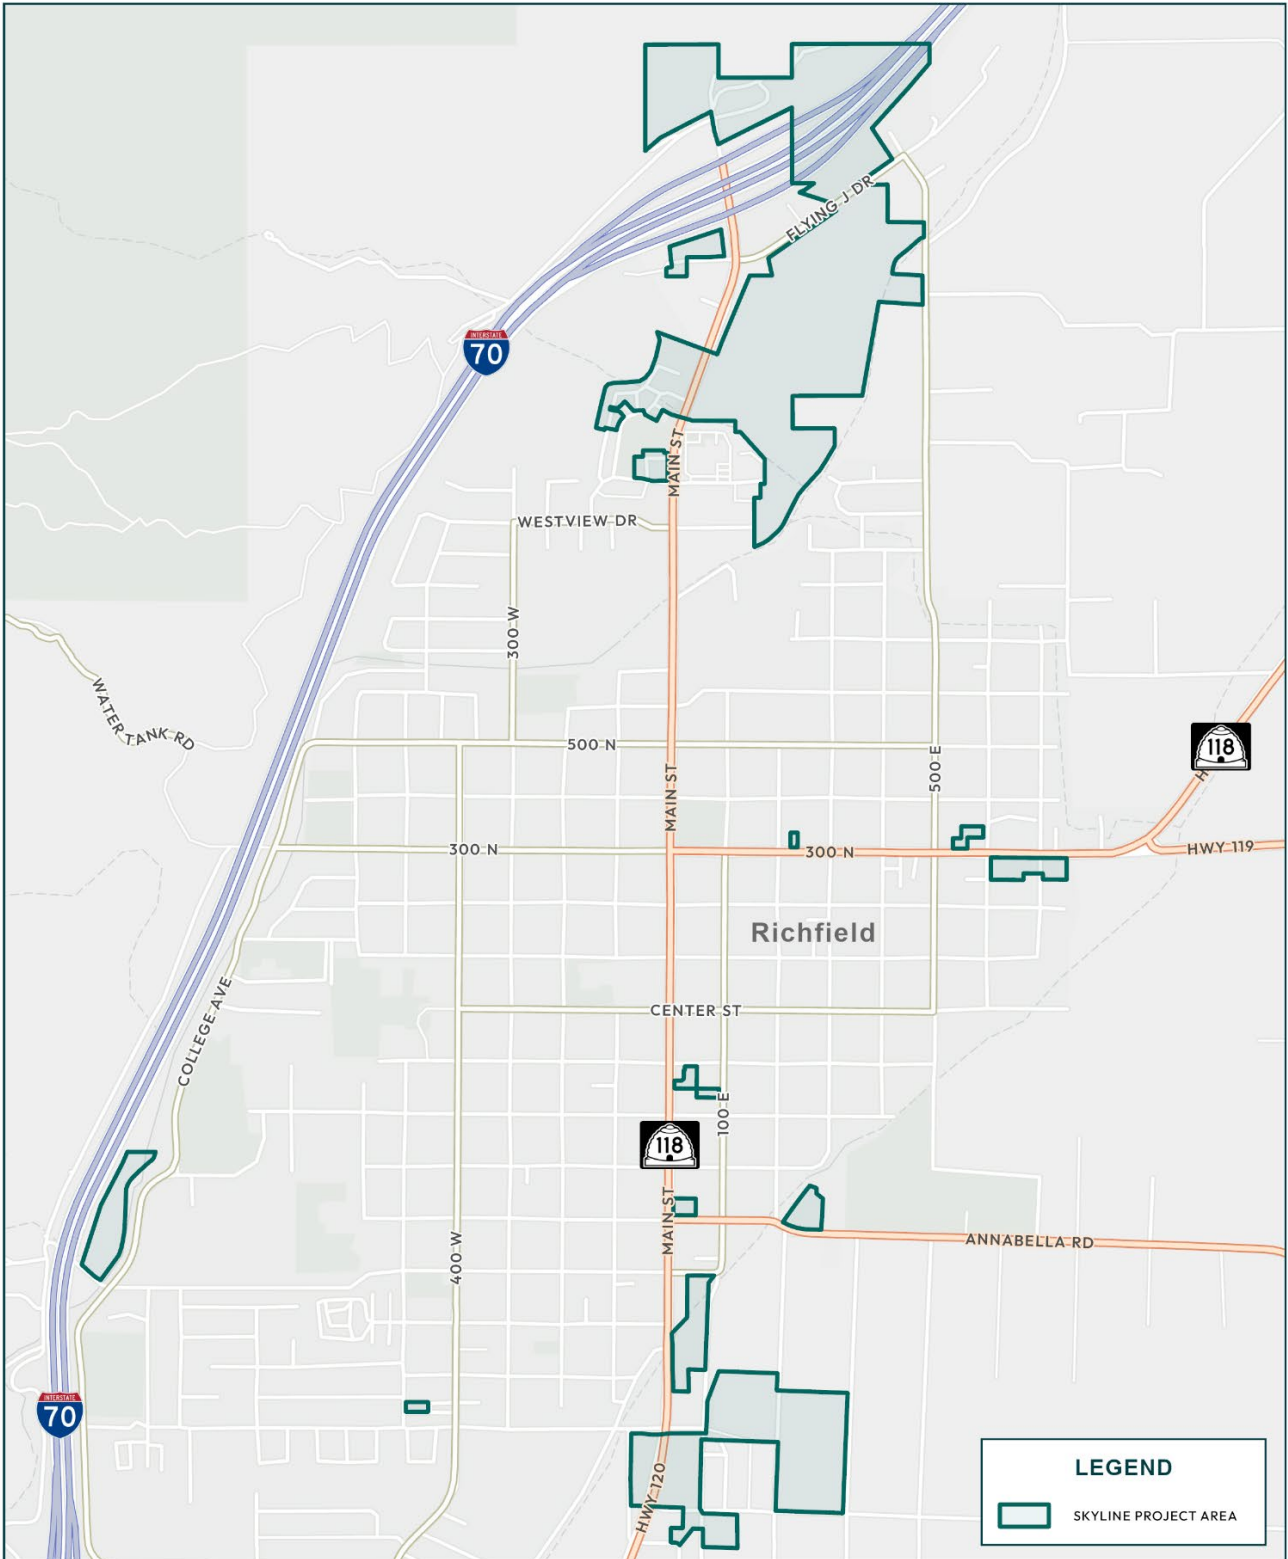 FLYING J DR
INTERSTATE
70
MAIN ST
WESTVIEW DR
300 W
WATER TANK RD
118
H
500 N
500 E
MAIN ST
300 N
300 N
HWY 119
Richfield
COLLEGE AVE
CENTER ST
100 E
118
MAIN ST
ANNABELLA RD
400 W
INTERSTATE
70
HWY 120
LEGEND
SKYLINE PROJECT AREA